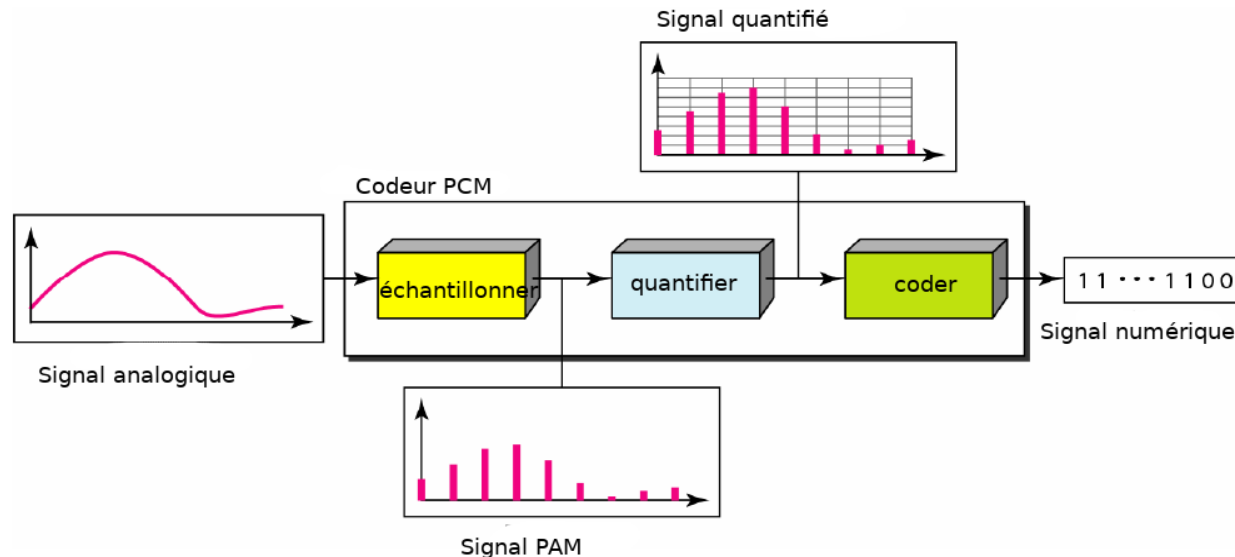 Signal quantifié
Codeur PCM
échantillonner
quantifier
coder
11 ··· 1100
Signal numérique
Signal analogique
Signal PAM